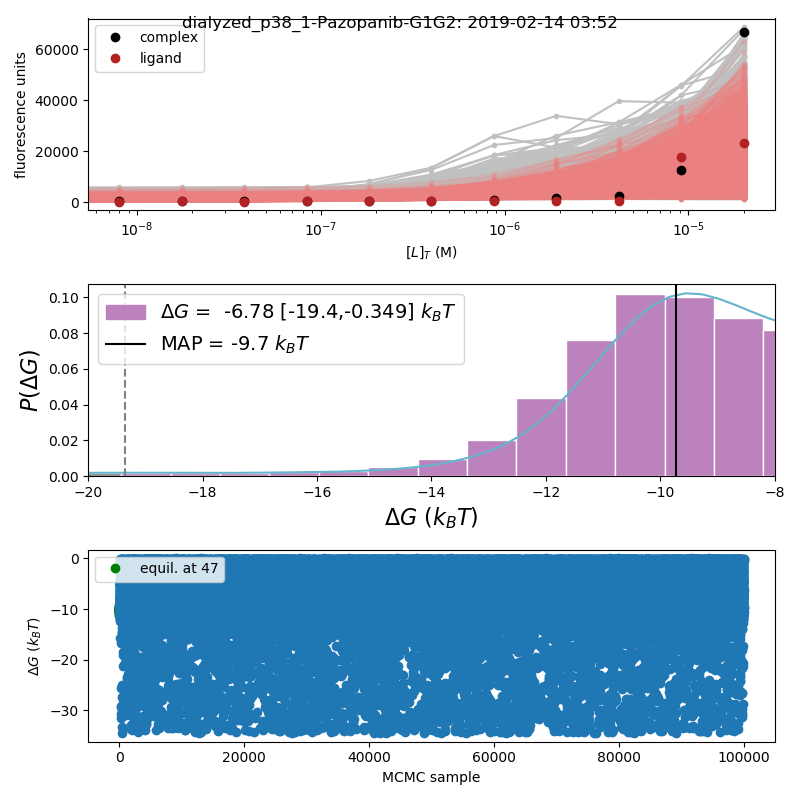 dialyzed_p38_1-Pazopanib-G1G2: 2019-02-14 03:52
complex
ligand
fluorescence units
60000
40000
20000
0
10⁻⁸ 10⁻⁷ 10⁻⁶ 10⁻⁵
[L]_T (M)
ΔG = -6.78 [-19.4,-0.349] k_BT
MAP = -9.7 k_BT
P(ΔG)
0.10
0.08
0.06
0.04
0.02
0.00
−20 −18 −16 −14 −12 −10 −8
ΔG (k_BT)
equil. at 47
ΔG (k_BT)
0
−10
−20
−30
0 20000 40000 60000 80000 100000
MCMC sample